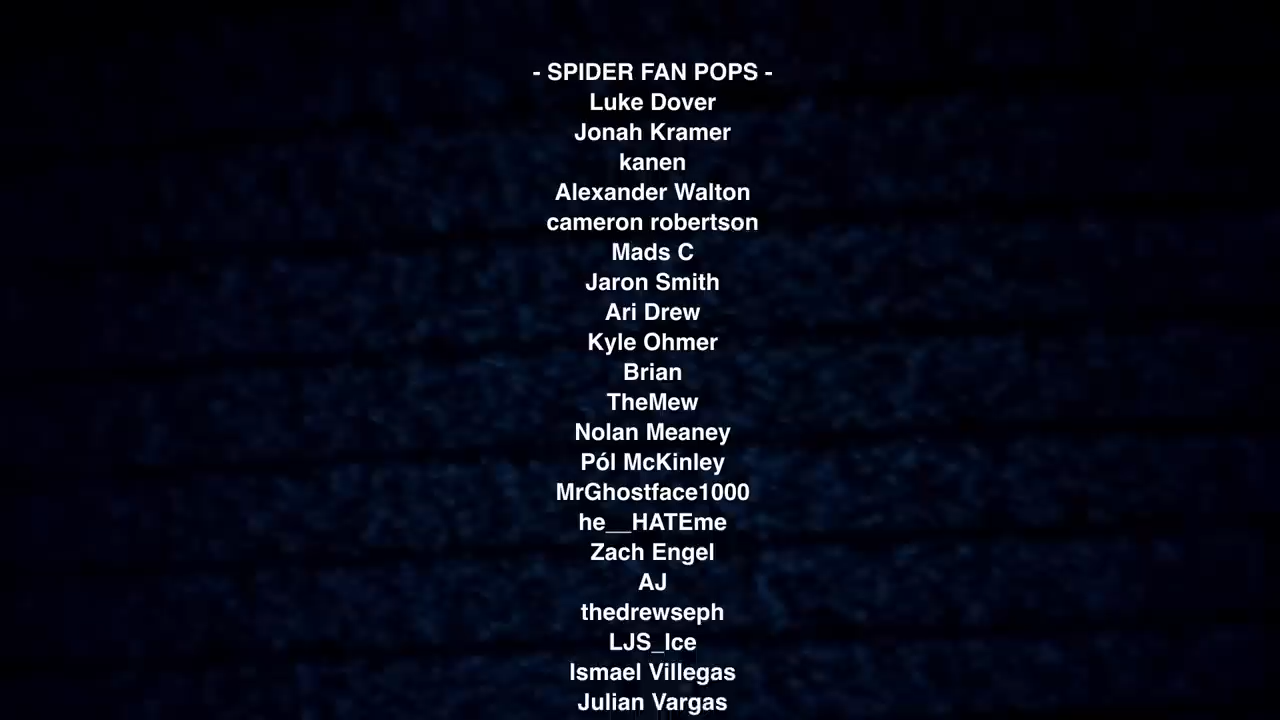 - SPIDER FAN POPS -
Luke Dover
Jonah Kramer
kanen
Alexander Walton
cameron robertson
Mads C
Jaron Smith
Ari Drew
Kyle Ohmer
Brian
TheMew
Nolan Meaney
Pól McKinley
MrGhostface1000
he__HATEme
Zach Engel
AJ
thedrewseph
LJS_Ice
Ismael Villegas
Julian Vargas